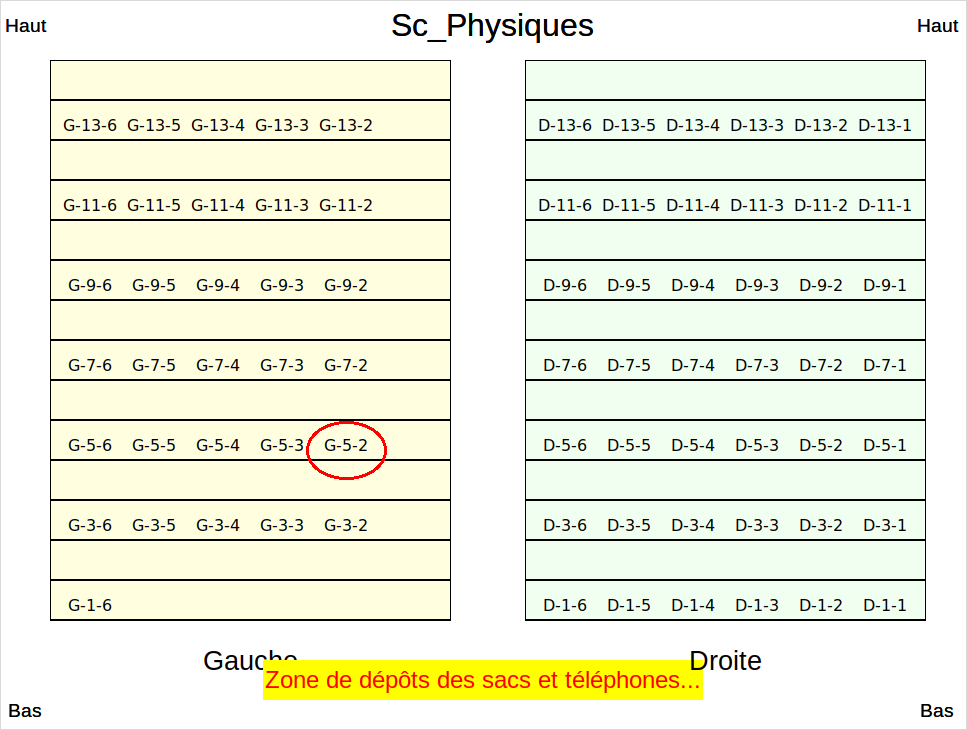 Haut Sc_Physiques Haut
G-13-6 G-13-5 G-13-4 G-13-3 G-13-2 D-13-6 D-13-5 D-13-4 D-13-3 D-13-2 D-13-1
G-11-6 G-11-5 G-11-4 G-11-3 G-11-2 D-11-6 D-11-5 D-11-4 D-11-3 D-11-2 D-11-1
G-9-6 G-9-5 G-9-4 G-9-3 G-9-2 D-9-6 D-9-5 D-9-4 D-9-3 D-9-2 D-9-1
G-7-6 G-7-5 G-7-4 G-7-3 G-7-2 D-7-6 D-7-5 D-7-4 D-7-3 D-7-2 D-7-1
G-5-6 G-5-5 G-5-4 G-5-3 G-5-2 D-5-6 D-5-5 D-5-4 D-5-3 D-5-2 D-5-1
G-3-6 G-3-5 G-3-4 G-3-3 G-3-2 D-3-6 D-3-5 D-3-4 D-3-3 D-3-2 D-3-1
G-1-6 D-1-6 D-1-5 D-1-4 D-1-3 D-1-2 D-1-1
Gauche Droite
Zone de dépôts des sacs et téléphones...
Bas Bas